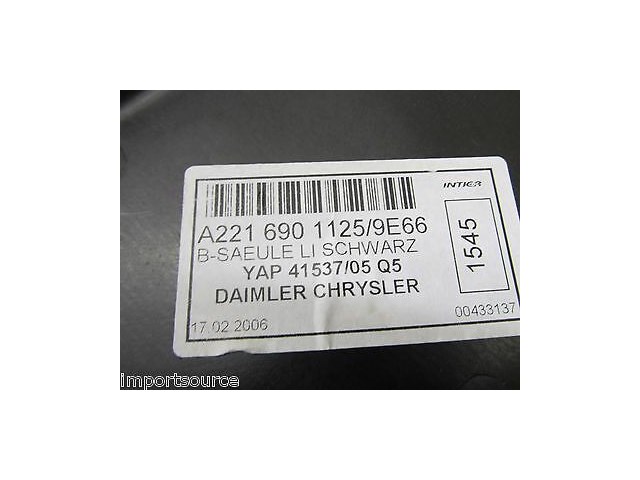 INTIER
A221 690 1125/9E66
B-SAEULE LI SCHWARZ
YAP 41537/05 Q5
DAIMLER CHRYSLER
1545
17.02.2006
00433137
importsource